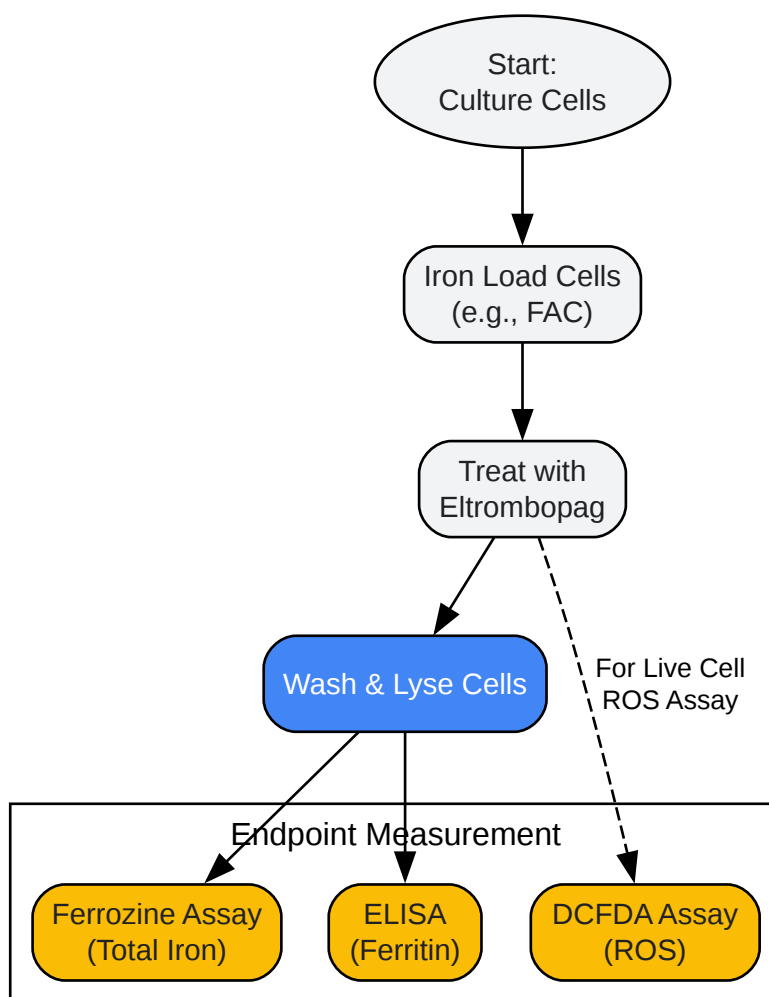 Start:
Culture Cells
Iron Load Cells
(e.g., FAC)
Treat with
Eltrombopag
Wash & Lyse Cells
For Live Cell
ROS Assay
Endpoint Measurement
Ferrozine Assay
(Total Iron)
ELISA
(Ferritin)
DCFDA Assay
(ROS)